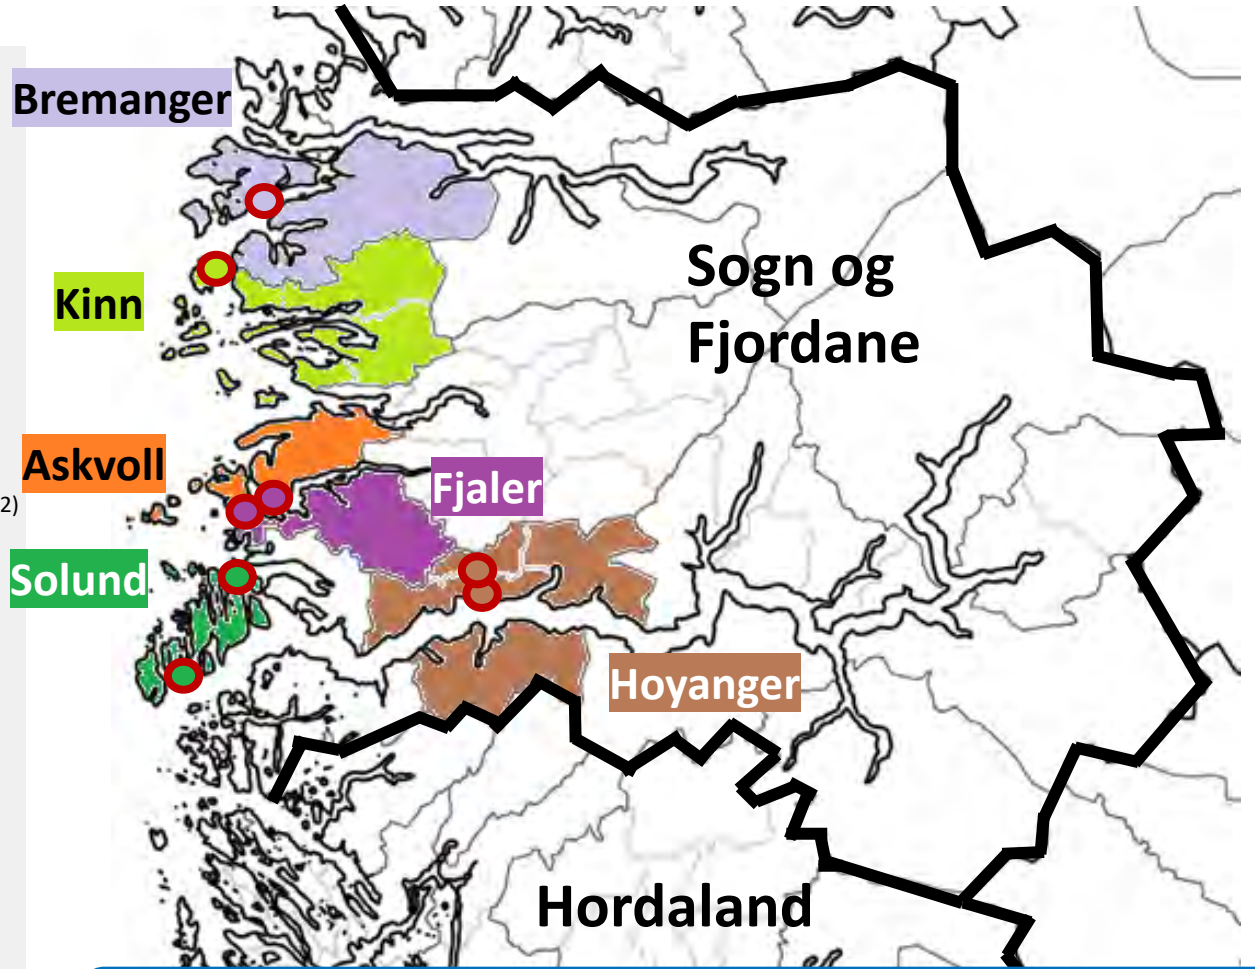 Bremanger
Sogn og
Fjordane
Kinn
Askvoll
Fjaler
2)
Solund
Hoyanger
Hordaland